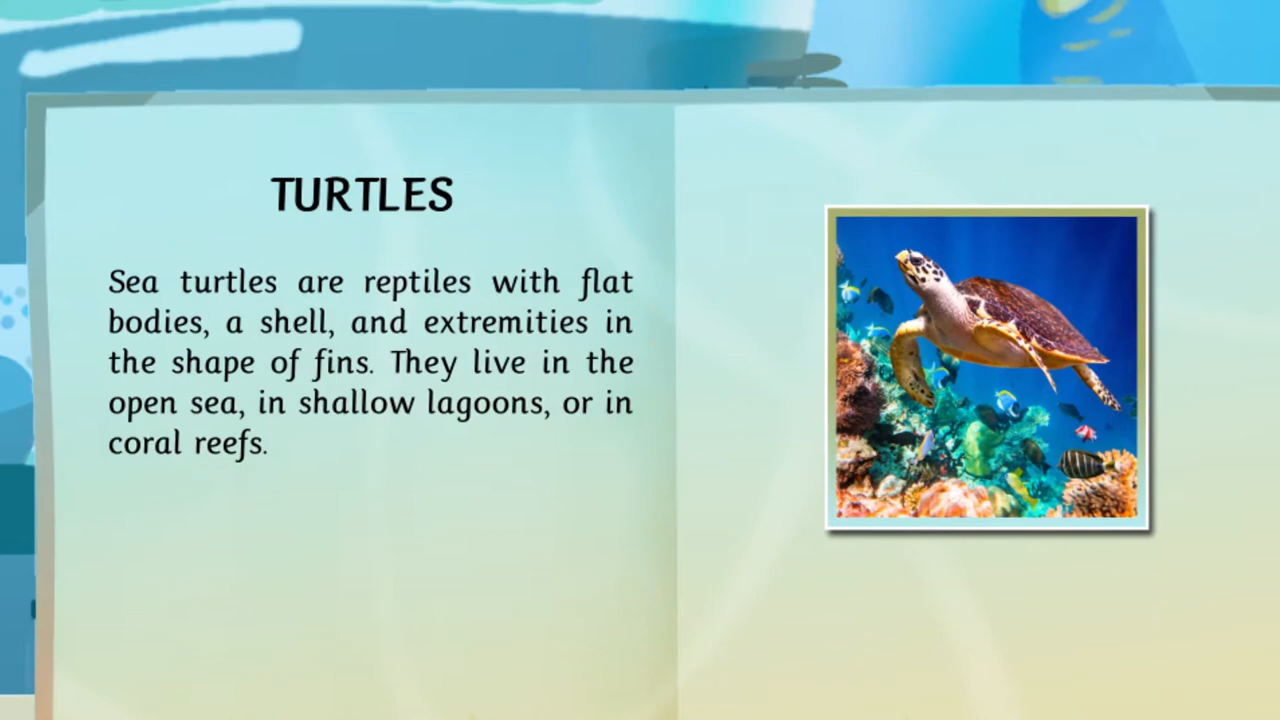 TURTLES
Sea turtles are reptiles with flat
bodies, a shell, and extremities in
the shape of fins. They live in the
open sea, in shallow lagoons, or in
coral reefs.